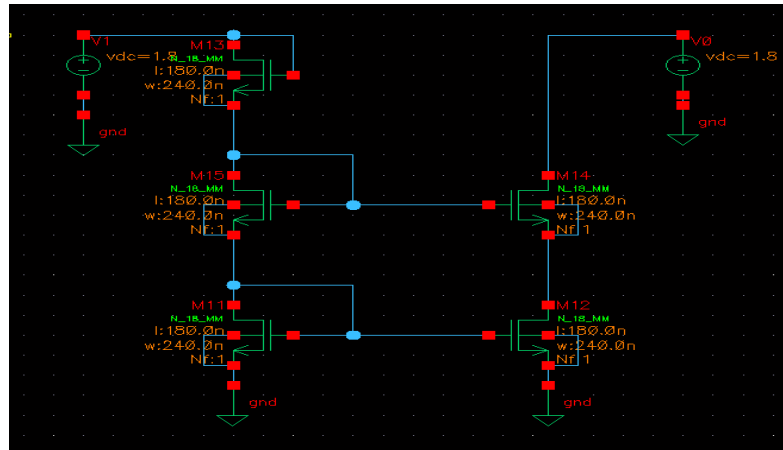 V1
vdc=1.8
gnd
M13
N_18_MM
l:180.0n
w:240.0n
Nf:1
V0
vdc=1.8
gnd
M15
N_18_MM
l:180.0n
w:240.0n
Nf:1
M14
N_18_MM
l:180.0n
w:240.0n
Nf:1
M11
N_18_MM
l:180.0n
w:240.0n
Nf:1
gnd
M12
N_18_MM
l:180.0n
w:240.0n
Nf:1
gnd